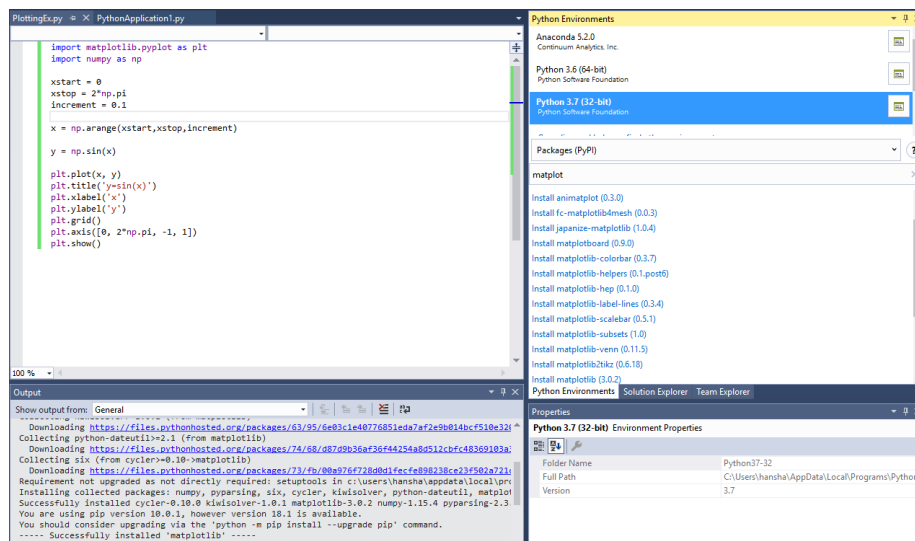 PlottingEx.py
PythonApplication1.py
import matplotlib.pyplot as plt
import numpy as np
xstart = 0
xstop = 2*np.pi
increment = 0.1
x = np.arange(xstart,xstop,increment)
y = np.sin(x)
plt.plot(x, y)
plt.title('y=sin(x)')
plt.xlabel('x')
plt.ylabel('y')
plt.grid()
plt.axis([0, 2*np.pi, -1, 1])
plt.show()
100 %
Output
Show output from: General
Downloading https://files.pythonhosted.org/packages/63/95/6e03c1e40776851eda7af2e9b014bcf510e32
Collecting python-dateutil>=2.1 (from matplotlib)
Downloading https://files.pythonhosted.org/packages/74/68/d87d9b36af36f44254a8d512cbfc48369103a
Collecting six (from cycler>=0.10->matplotlib)
Downloading https://files.pythonhosted.org/packages/73/fb/00a976f728d0d1fecfe898238ce23f502a721
Requirement not upgraded as not directly required: setuptools in c:\users\hansha\appdata\local\pro
Installing collected packages: numpy, pyparsing, six, cycler, kiwisolver, python-dateutil, matplot
Successfully installed cycler-0.10.0 kiwisolver-1.0.1 matplotlib-3.0.2 numpy-1.15.4 pyparsing-2.3
You are using pip version 10.0.1, however version 18.1 is available.
You should consider upgrading via the 'python -m pip install --upgrade pip' command.
----- Successfully installed 'matplotlib' -----
Python Environments
Anaconda 5.2.0
Continuum Analytics, Inc.
Python 3.6 (64-bit)
Python Software Foundation
Python 3.7 (32-bit)
Python Software Foundation
Packages (PyPI)
?
matplot
Install animatplot (0.3.0)
Install fc-matplotlib4mesh (0.0.3)
Install japanize-matplotlib (1.0.4)
Install matplotboard (0.9.0)
Install matplotlib-colorbar (0.3.7)
Install matplotlib-helpers (0.1.post6)
Install matplotlib-hep (0.1.0)
Install matplotlib-label-lines (0.3.4)
Install matplotlib-scalebar (0.5.1)
Install matplotlib-subsets (1.0)
Install matplotlib-venn (0.11.5)
Install matplotlib2tikz (0.6.18)
Install matplotlib (3.0.2)
Python Environments Solution Explorer Team Explorer
Properties
Python 3.7 (32-bit) Environment Properties
Folder Name Python37-32
Full Path C:\Users\hansha\AppData\Local\Programs\Python
Version 3.7